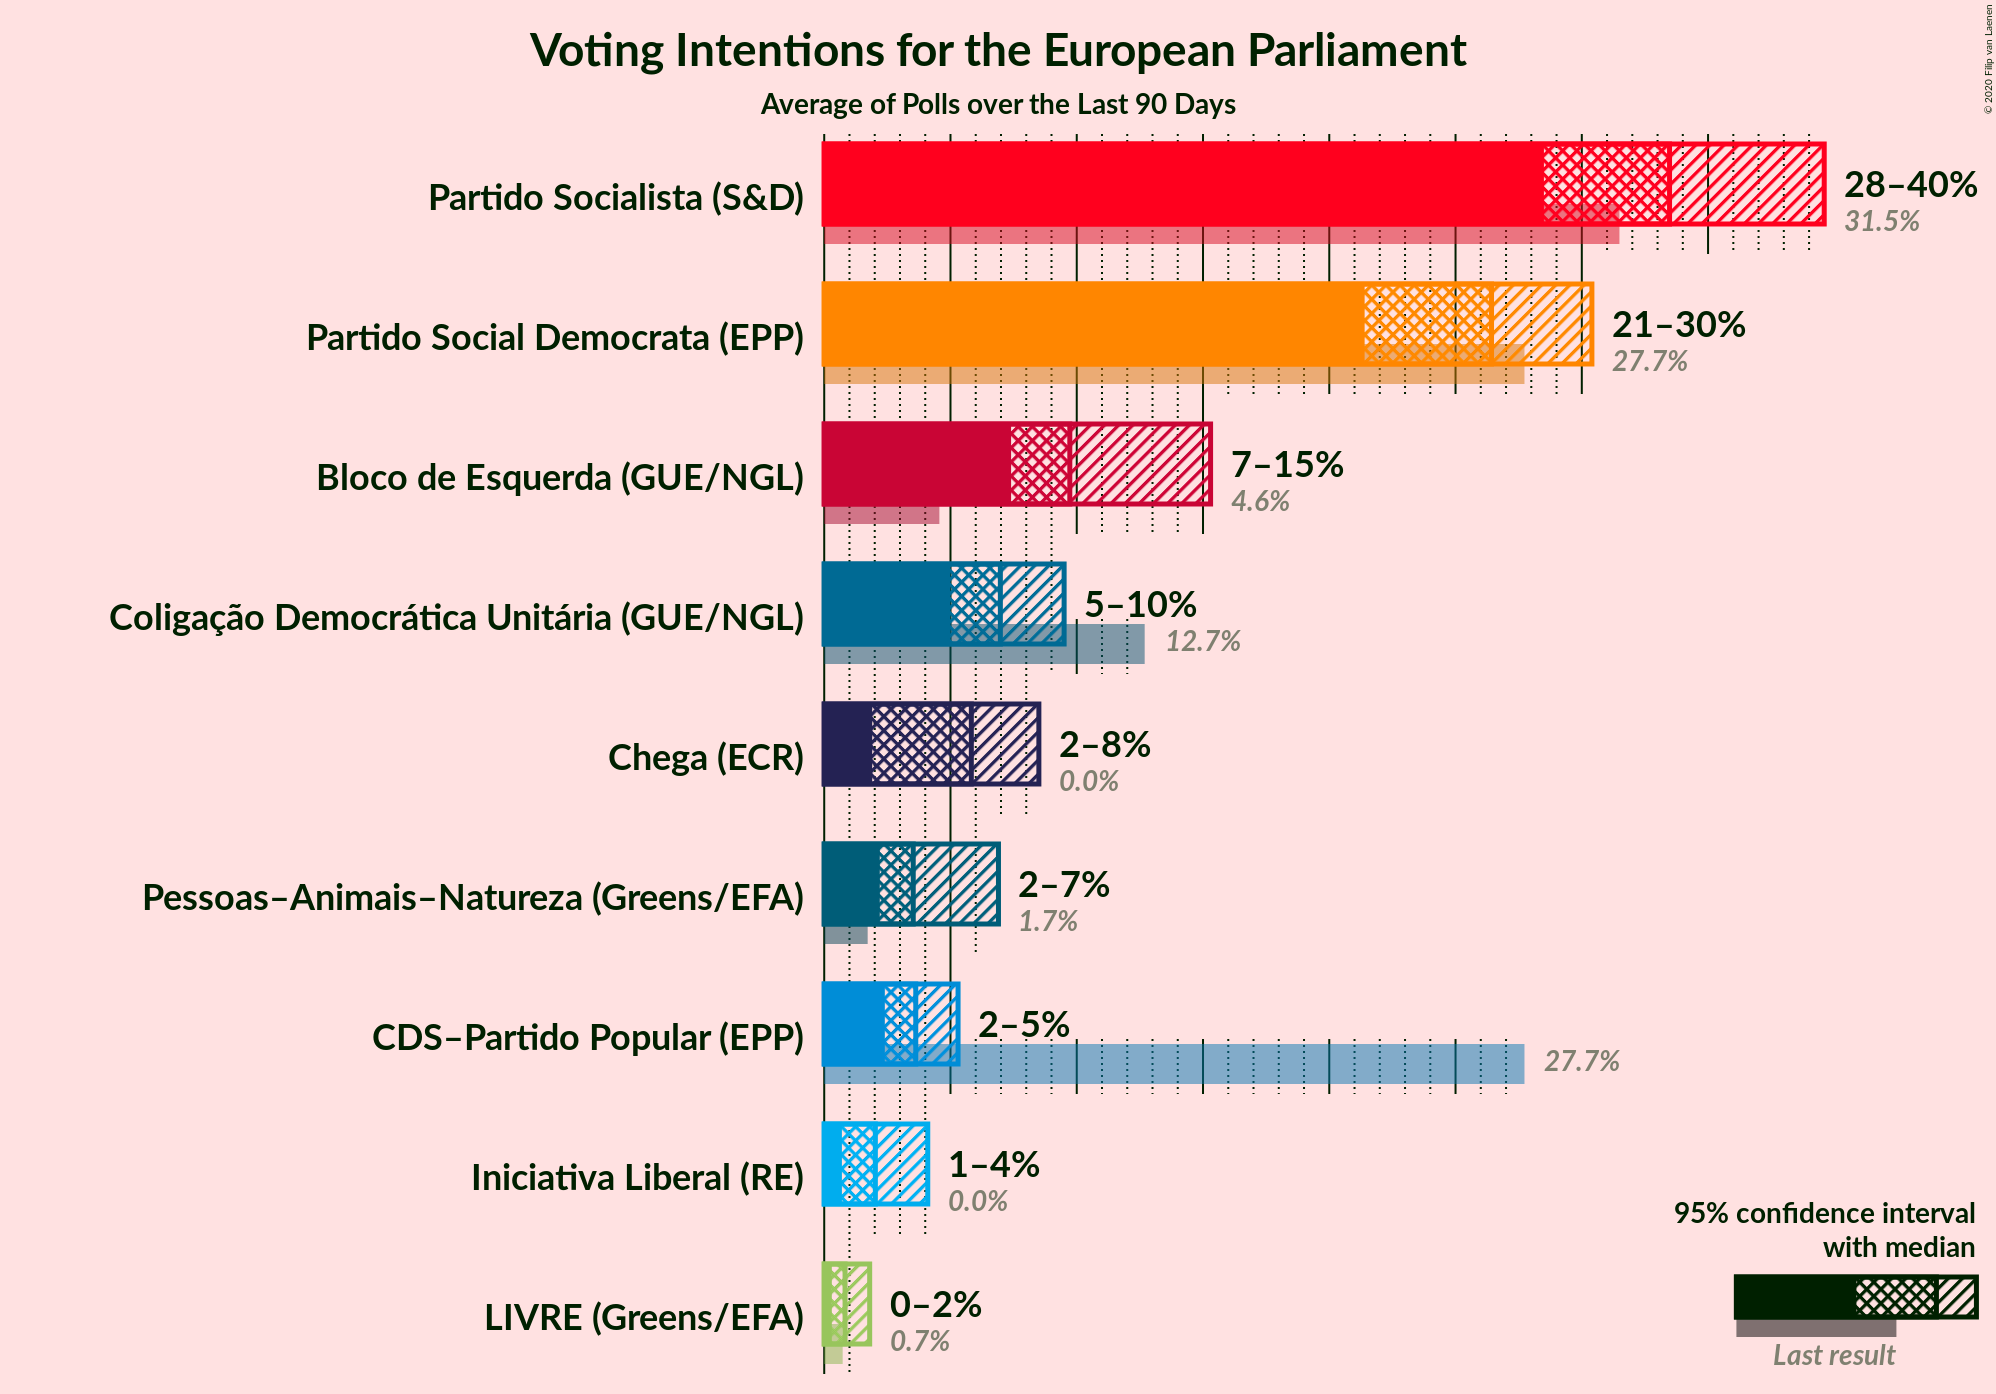 Voting Intentions for the European Parliament
Average of Polls over the Last 90 Days
© 2020 Filip van Laenen
Partido Socialista (S&D)
28–40%
31.5%
Partido Social Democrata (EPP)
21–30%
27.7%
Bloco de Esquerda (GUE/NGL)
7–15%
4.6%
Coligação Democrática Unitária (GUE/NGL)
5–10%
12.7%
Chega (ECR)
2–8%
0.0%
Pessoas–Animais–Natureza (Greens/EFA)
2–7%
1.7%
CDS–Partido Popular (EPP)
2–5%
27.7%
Iniciativa Liberal (RE)
1–4%
0.0%
LIVRE (Greens/EFA)
0–2%
0.7%
95% confidence interval
with median
Last result